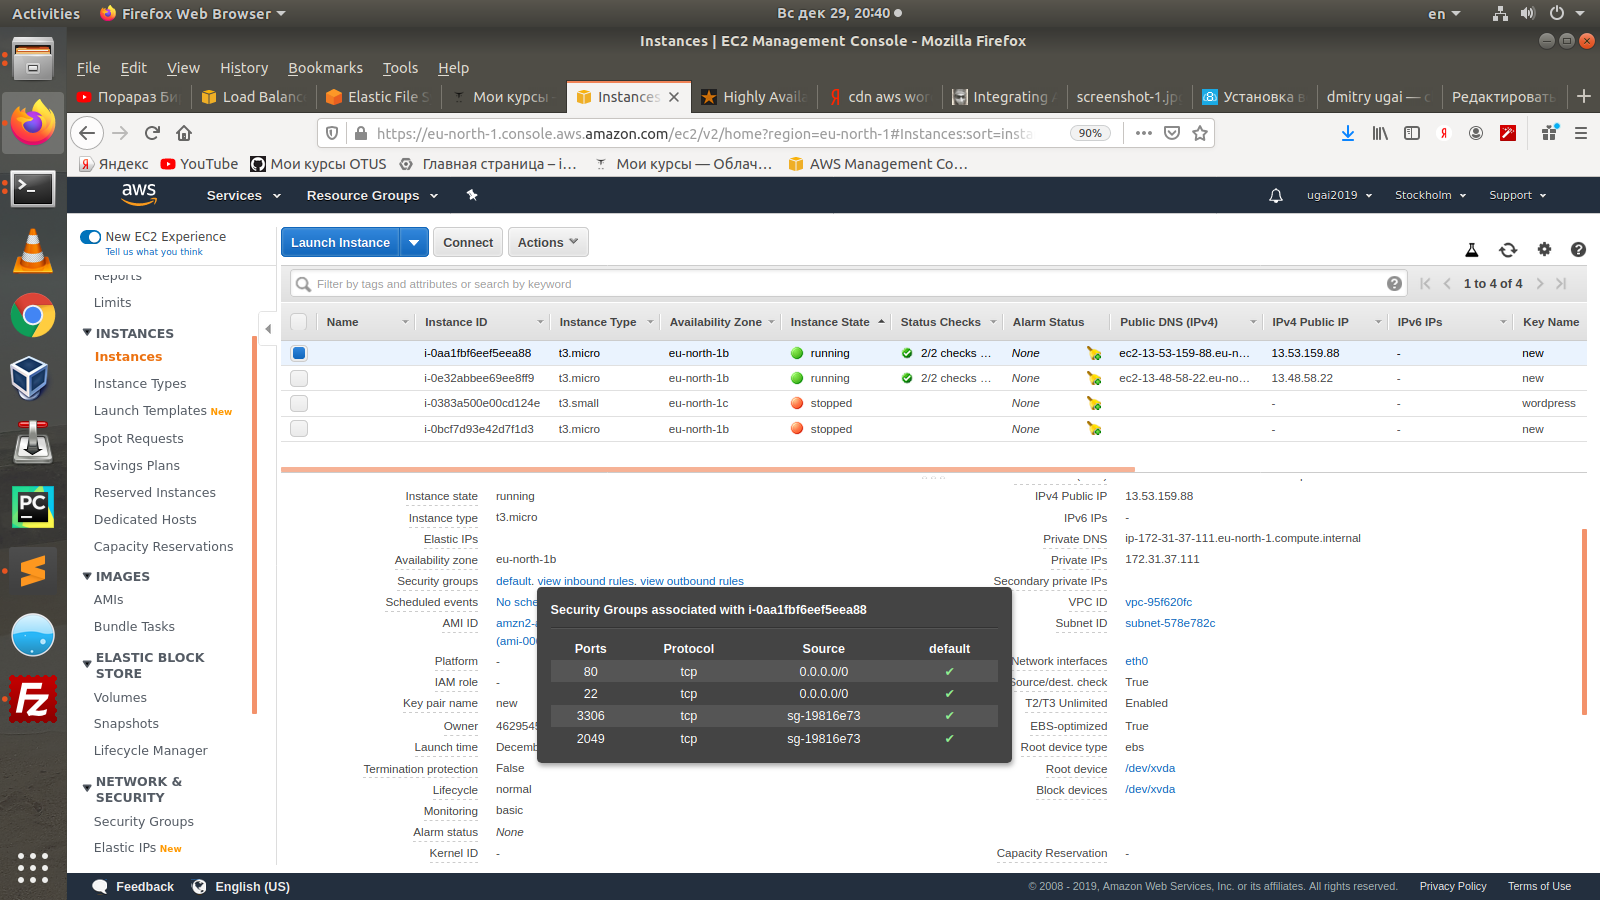 Activities
Firefox Web Browser
Вс дек 29, 20:40
en
Instances | EC2 Management Console - Mozilla Firefox
File Edit View History Bookmarks Tools Help
Порараз Би
Load Balanc
Elastic File S
Мои курсы -
Instances
Highly Availa
cdn aws wor
Integrating A
screenshot-1.jp
Установка в
dmitry ugai — с
Редактировать
https://eu-north-1.console.aws.amazon.com/ec2/v2/home?region=eu-north-1#Instances:sort=insta
90%
Яндекс
YouTube
Мои курсы OTUS
Главная страница – i…
Мои курсы — Облач…
AWS Management Co…
aws
Services
Resource Groups
ugai2019
Stockholm
Support
New EC2 Experience
Tell us what you think
Reports
Limits
INSTANCES
Instances
Instance Types
Launch Templates New
Spot Requests
Savings Plans
Reserved Instances
Dedicated Hosts
Capacity Reservations
IMAGES
AMIs
Bundle Tasks
ELASTIC BLOCK
STORE
Volumes
Snapshots
Lifecycle Manager
NETWORK &
SECURITY
Security Groups
Elastic IPs New
Launch Instance
Connect
Actions
Filter by tags and attributes or search by keyword
1 to 4 of 4
Name Instance ID Instance Type Availability Zone Instance State Status Checks Alarm Status Public DNS (IPv4) IPv4 Public IP IPv6 IPs Key Name
i-0aa1fbf6eef5eea88 t3.micro eu-north-1b running 2/2 checks … None ec2-13-53-159-88.eu-n… 13.53.159.88 - new
i-0e32abbee69ee8ff9 t3.micro eu-north-1b running 2/2 checks … None ec2-13-48-58-22.eu-no… 13.48.58.22 - new
i-0383a500e00cd124e t3.small eu-north-1c stopped None - - wordpress
i-0bcf7d93e42d7f1d3 t3.micro eu-north-1b stopped None - - new
Instance state running
Instance type t3.micro
Elastic IPs
Availability zone eu-north-1b
Security groups default. view inbound rules. view outbound rules
Scheduled events No sche
AMI ID amzn2-a
(ami-00
Platform -
IAM role -
Key pair name new
Owner 4629545
Launch time Decemb
Termination protection False
Lifecycle normal
Monitoring basic
Alarm status None
Kernel ID -
IPv4 Public IP 13.53.159.88
IPv6 IPs -
Private DNS ip-172-31-37-111.eu-north-1.compute.internal
Private IPs 172.31.37.111
Secondary private IPs
VPC ID vpc-95f620fc
Subnet ID subnet-578e782c
Network interfaces eth0
Source/dest. check True
T2/T3 Unlimited Enabled
EBS-optimized True
Root device type ebs
Root device /dev/xvda
Block devices /dev/xvda
Capacity Reservation -
Security Groups associated with i-0aa1fbf6eef5eea88
Ports Protocol Source default
80 tcp 0.0.0.0/0 ✔
22 tcp 0.0.0.0/0 ✔
3306 tcp sg-19816e73 ✔
2049 tcp sg-19816e73 ✔
Feedback
English (US)
© 2008 - 2019, Amazon Web Services, Inc. or its affiliates. All rights reserved.
Privacy Policy
Terms of Use
PC
Fz